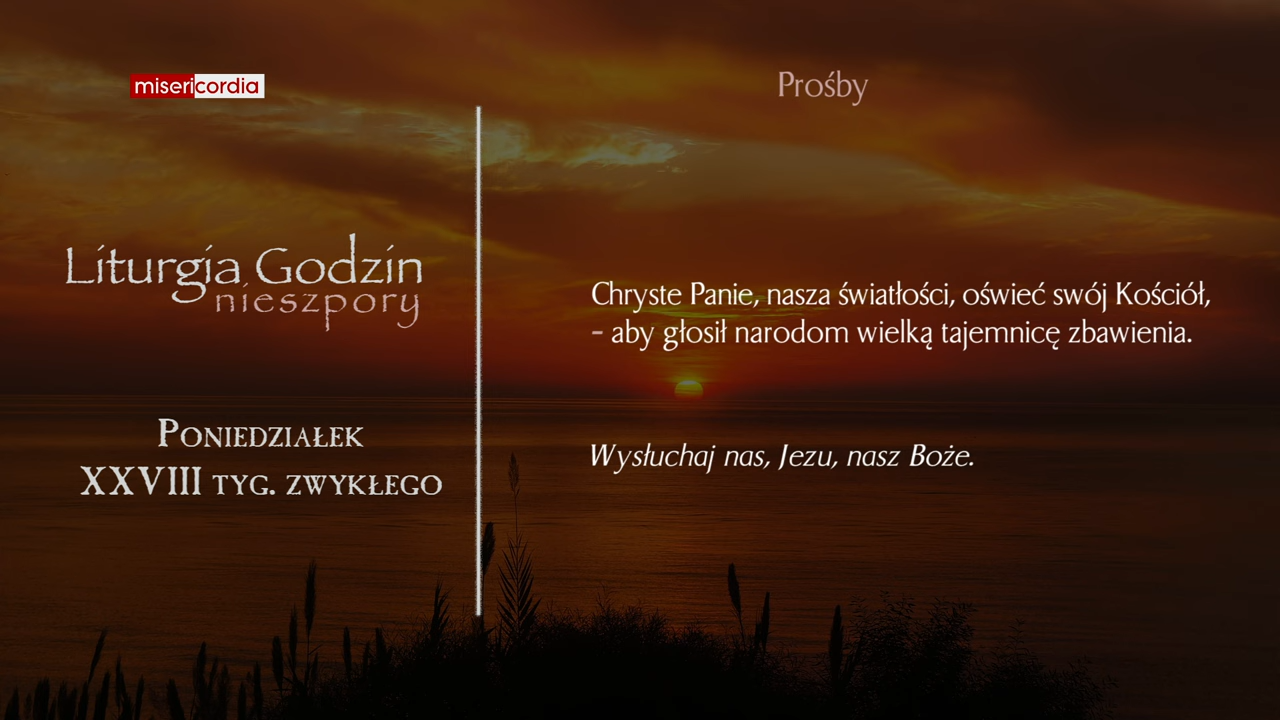 misericordia
Prośby
Liturgia Godzin
nieszpory
Poniedziałek
XXVIII tyg. zwykłego
Chryste Panie, nasza światłości, oświeć swój Kościół,
- aby głosił narodom wielką tajemnicę zbawienia.
Wysłuchaj nas, Jezu, nasz Boże.